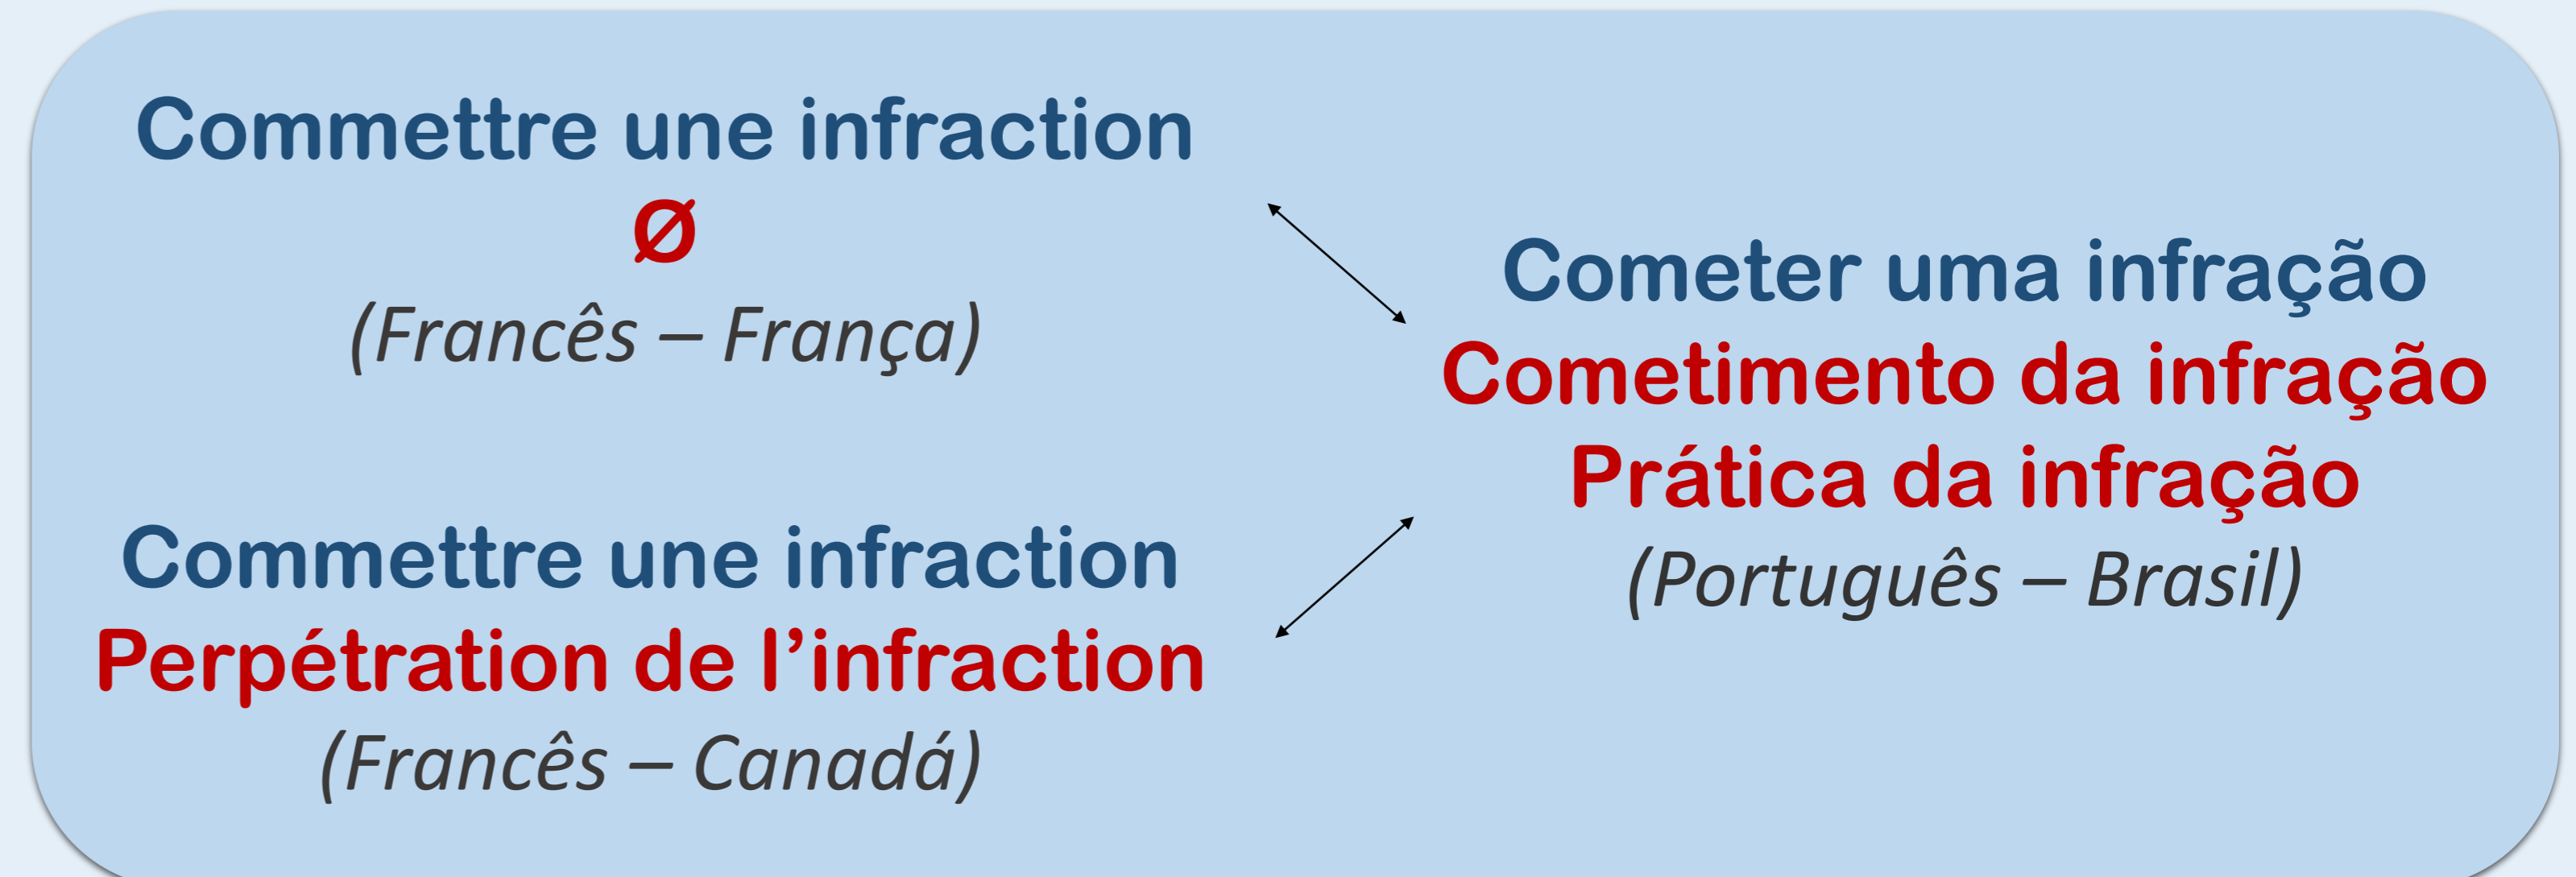 Commettre une infraction
Ø
(Francês – França)
Commettre une infraction
Perpétration de l’infraction
(Francês – Canadá)
Cometer uma infração
Cometimento da infração
Prática da infração
(Português – Brasil)